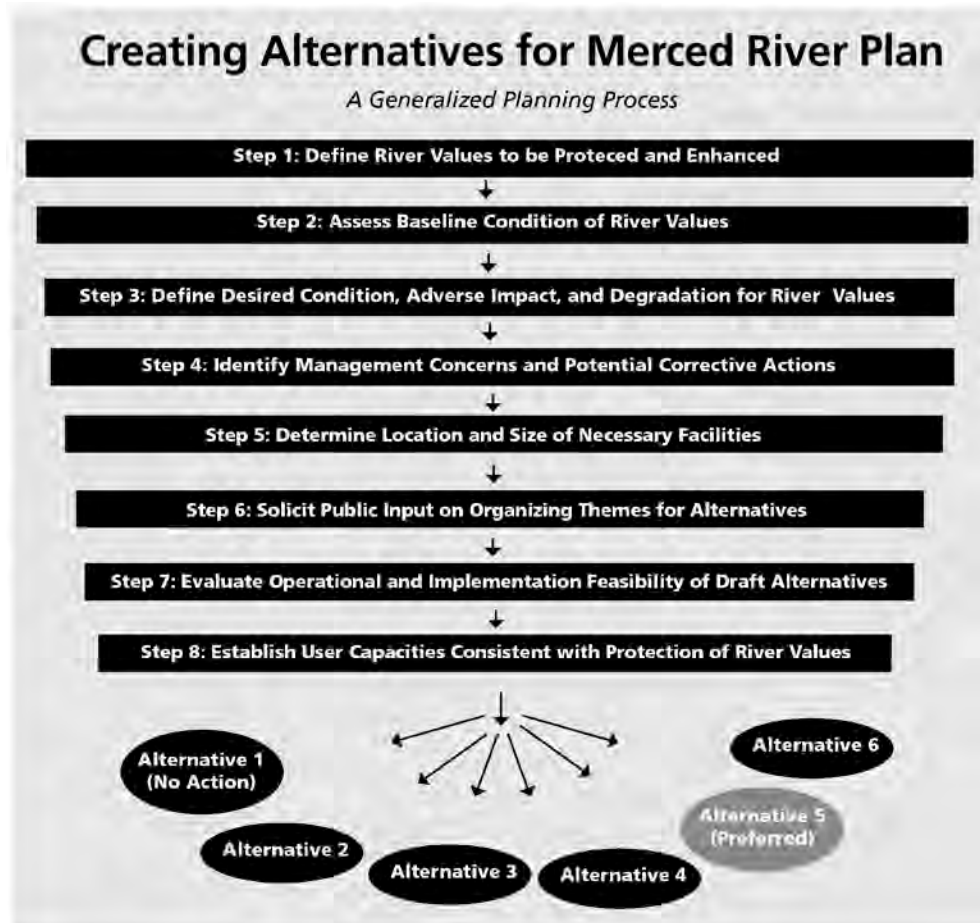 Creating Alternatives for Merced River Plan
A Generalized Planning Process
Step 1: Define River Values to be Proteced and Enhanced
Step 2: Assess Baseline Condition of River Values
Step 3: Define Desired Condition, Adverse Impact, and Degradation for River Values
Step 4: Identify Management Concerns and Potential Corrective Actions
Step 5: Determine Location and Size of Necessary Facilities
Step 6: Solicit Public Input on Organizing Themes for Alternatives
Step 7: Evaluate Operational and Implementation Feasibility of Draft Alternatives
Step 8: Establish User Capacities Consistent with Protection of River Values
Alternative 1
(No Action)
Alternative 2
Alternative 3
Alternative 4
Alternative 5
(Preferred)
Alternative 6